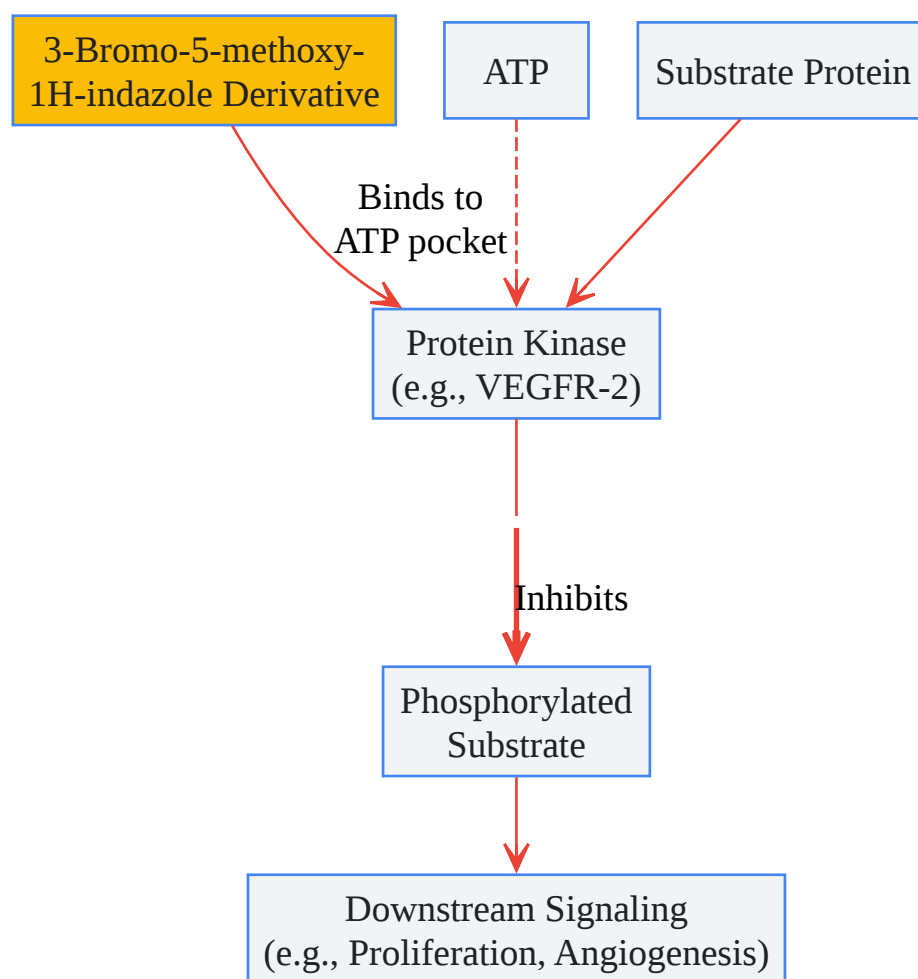 3-Bromo-5-methoxy-
1H-indazole Derivative
ATP
Substrate Protein
Binds to
ATP pocket
Protein Kinase
(e.g., VEGFR-2)
Inhibits
Phosphorylated
Substrate
Downstream Signaling
(e.g., Proliferation, Angiogenesis)